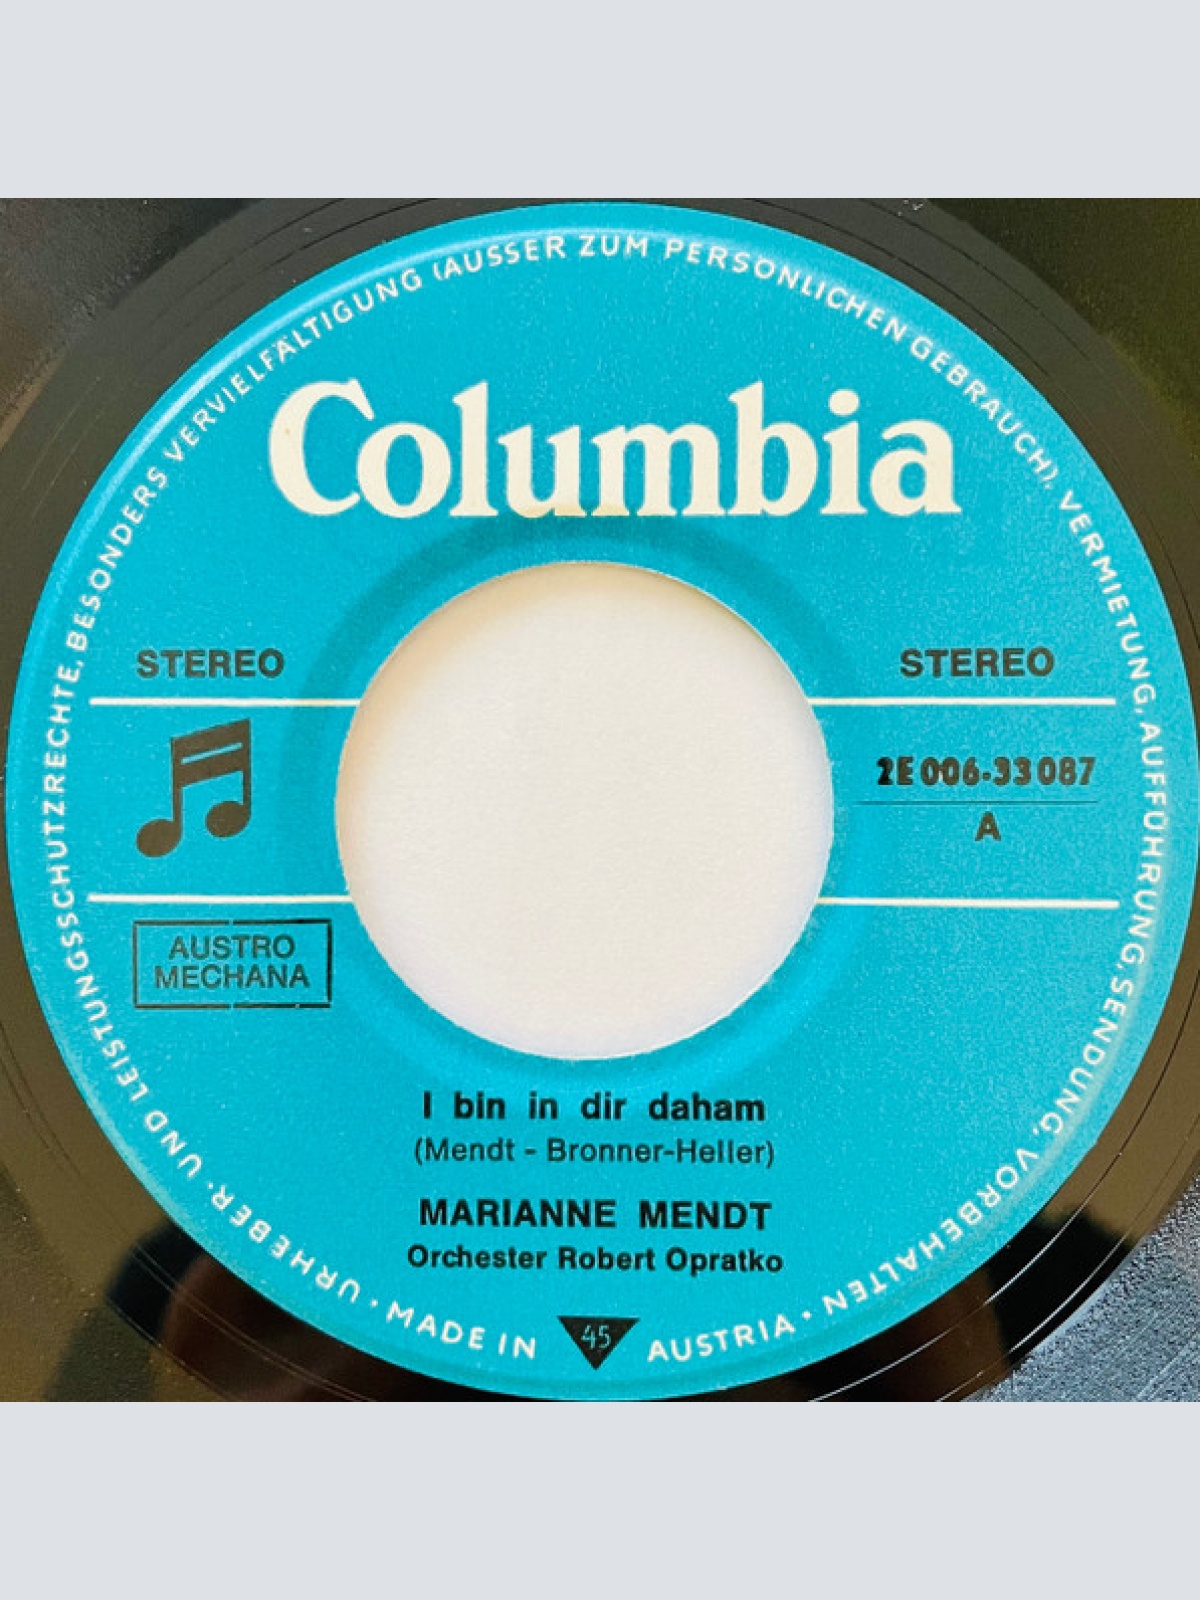 URHEBER- UND LEISTUNGSSCHUTZRECHTE, BESONDERS VERVIELFÄLTIGUNG (AUSSER ZUM PERSÖNLICHEN GEBRAUCH), VERMIETUNG, AUFFÜHRUNG, SENDUNG, VORBEHALTEN •
Columbia
STEREO
STEREO
2E 006-33 087
A
AUSTRO
MECHANA
I bin in dir daham
(Mendt - Bronner-Heller)
MARIANNE MENDT
Orchester Robert Opratko
• MADE IN 45 AUSTRIA